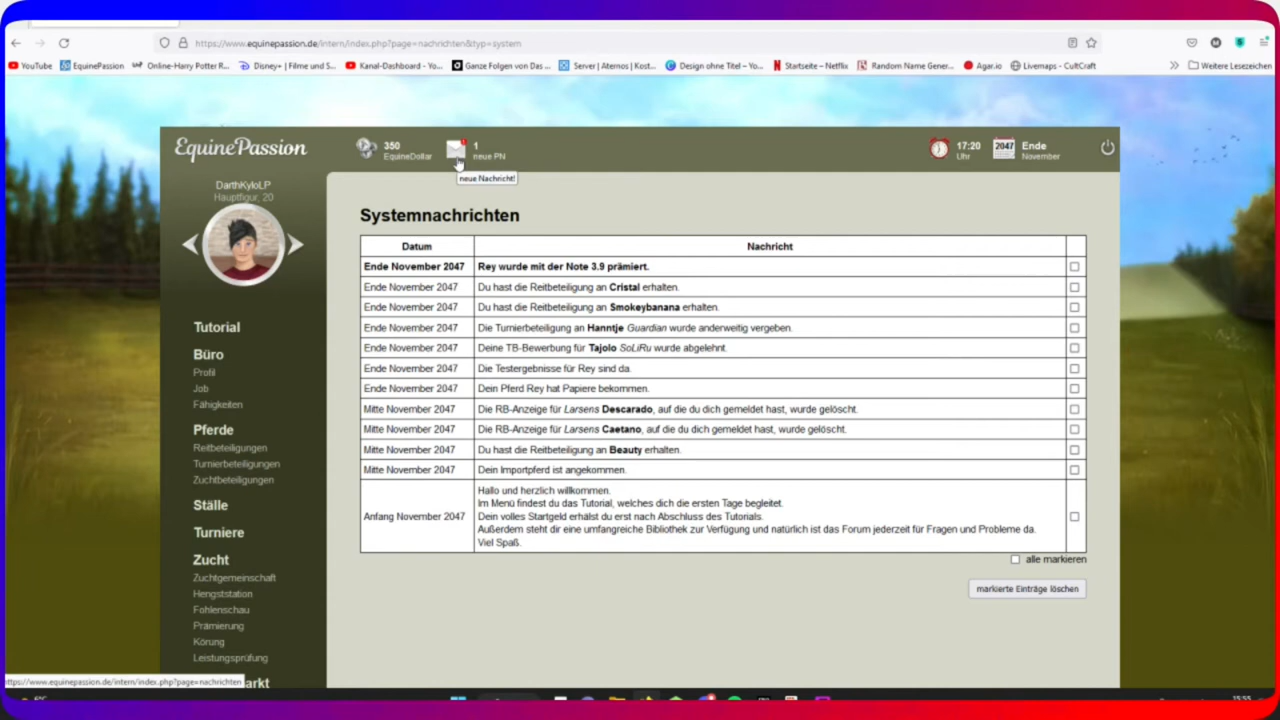 https://www.equinepassion.de/intern/index.php?page=nachrichten&typ=system
YouTube EquinePassion Online-Harry Potter R... Disney+ | Filme und S... Kanal-Dashboard - Yo... Ganze Folgen von Das ... Server | Aternos | Kost... Design ohne Titel – Yo... Startseite – Netflix Random Name Gener... Agar.io Livemaps - CultCraft Weitere Lesezeichen
EquinePassion
350
EquineDollar
1
neue PN
neue Nachricht!
17:20
Uhr
2047
Ende
November
DarthKyloLP
Hauptfigur, 20
Tutorial
Büro
Profil
Job
Fähigkeiten
Pferde
Reitbeteiligungen
Turnierbeteiligungen
Zuchtbeteiligungen
Ställe
Turniere
Zucht
Zuchtgemeinschaft
Hengststation
Fohlenschau
Prämierung
Körung
Leistungsprüfung
Systemnachrichten
Datum Nachricht
Ende November 2047 Rey wurde mit der Note 3.9 prämiert.
Ende November 2047 Du hast die Reitbeteiligung an Cristal erhalten.
Ende November 2047 Du hast die Reitbeteiligung an Smokeybanana erhalten.
Ende November 2047 Die Turnierbeteiligung an Hanntje Guardian wurde anderweitig vergeben.
Ende November 2047 Deine TB-Bewerbung für Tajolo SoLiRu wurde abgelehnt.
Ende November 2047 Die Testergebnisse für Rey sind da.
Ende November 2047 Dein Pferd Rey hat Papiere bekommen.
Mitte November 2047 Die RB-Anzeige für Larsens Descarado, auf die du dich gemeldet hast, wurde gelöscht.
Mitte November 2047 Die RB-Anzeige für Larsens Caetano, auf die du dich gemeldet hast, wurde gelöscht.
Mitte November 2047 Du hast die Reitbeteiligung an Beauty erhalten.
Mitte November 2047 Dein Importpferd ist angekommen.
Anfang November 2047
Hallo und herzlich willkommen.
Im Menü findest du das Tutorial, welches dich die ersten Tage begleitet.
Dein volles Startgeld erhälst du erst nach Abschluss des Tutorials.
Außerdem steht dir eine umfangreiche Bibliothek zur Verfügung und natürlich ist das Forum jederzeit für Fragen und Probleme da.
Viel Spaß.
alle markieren
markierte Einträge löschen
https://www.equinepassion.de/intern/index.php?page=nachrichten
15:55